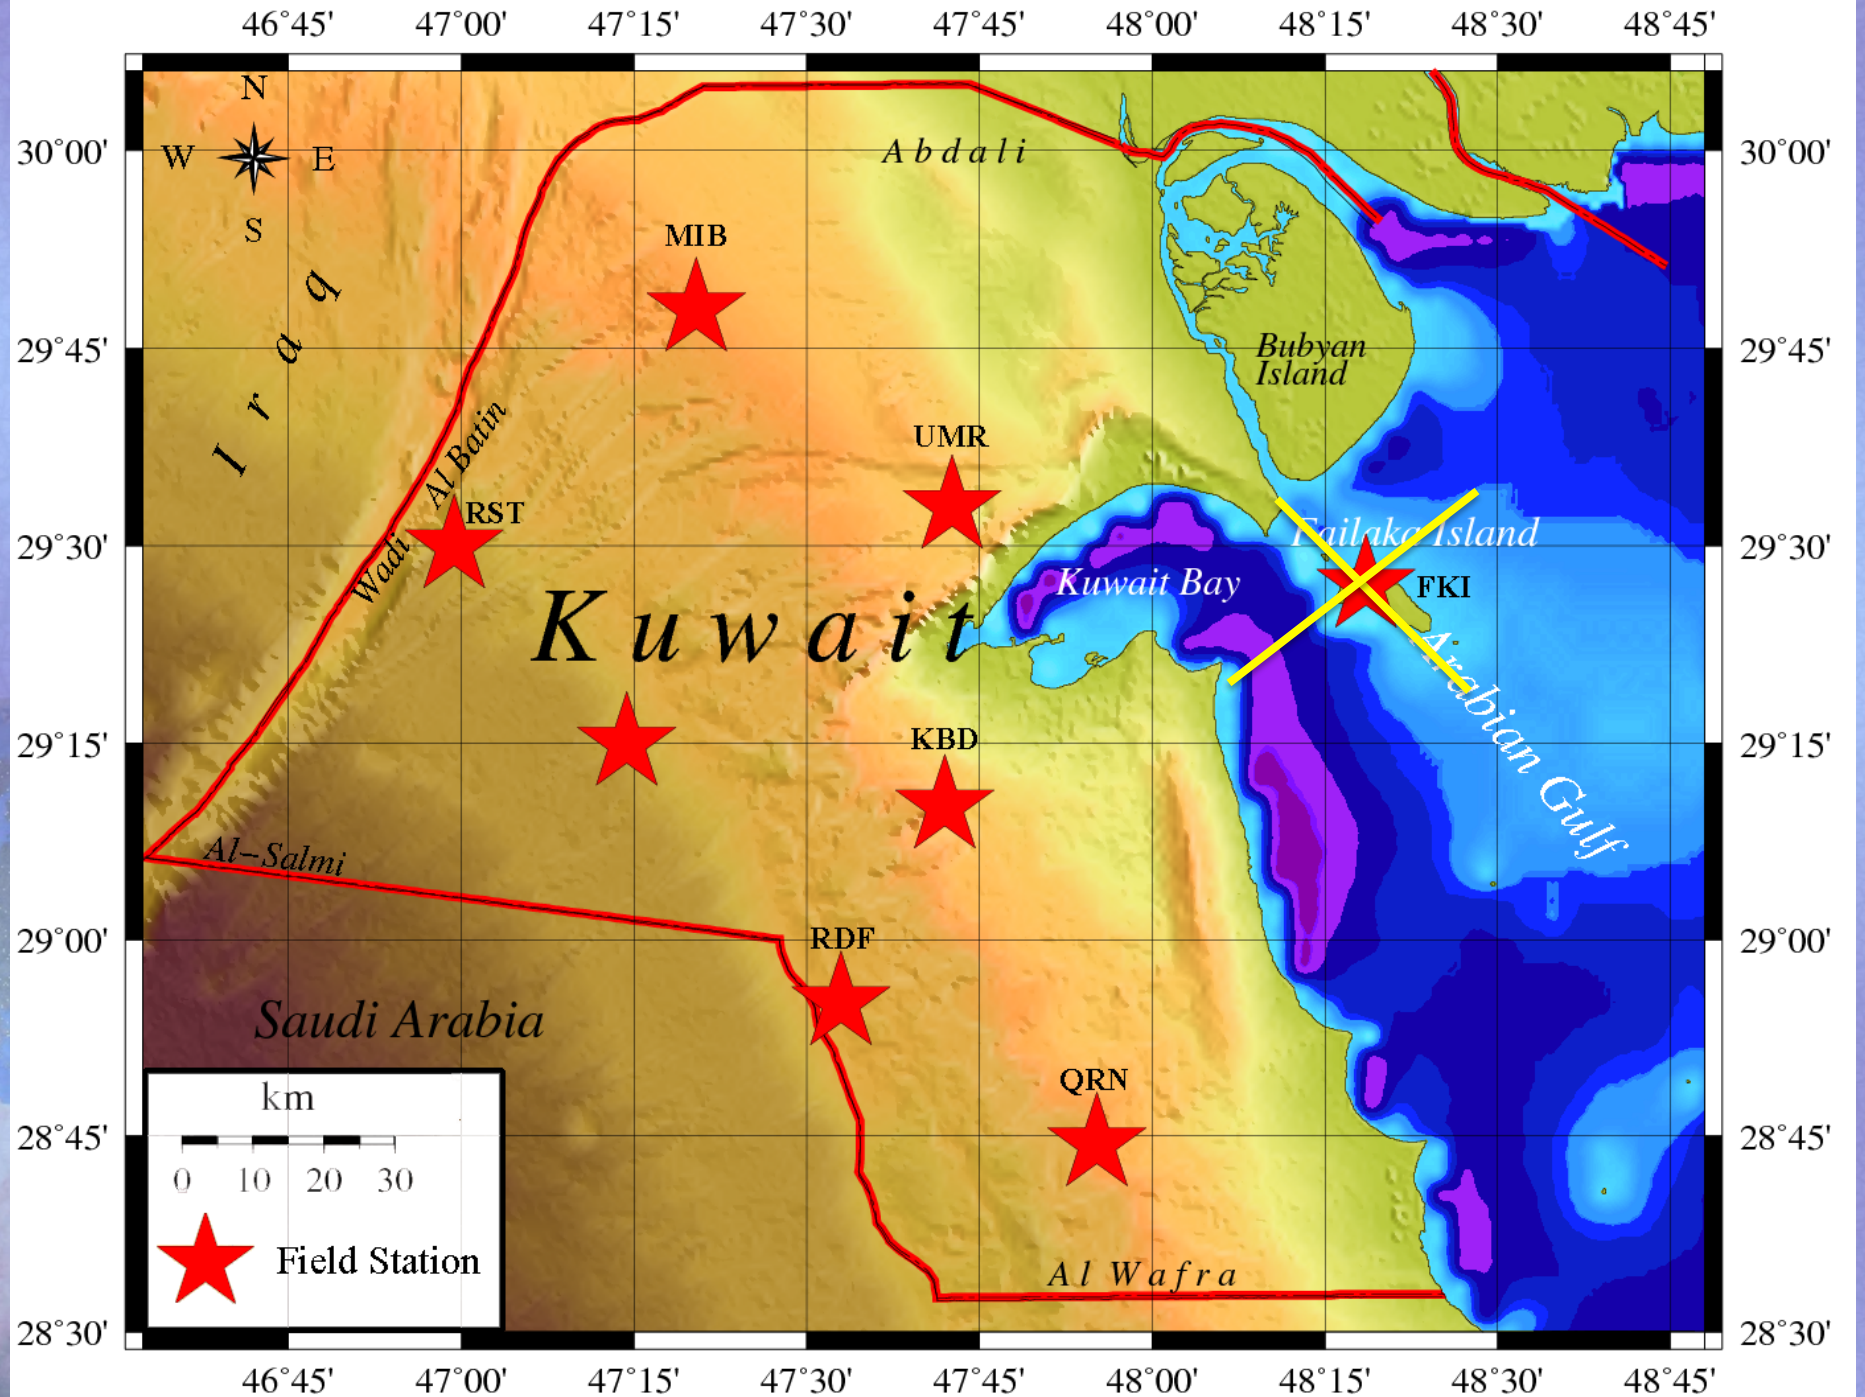 46°45' 47°00' 47°15' 47°30' 47°45' 48°00' 48°15' 48°30' 48°45'
N
W E
S
30°00' 30°00'
Abdali
MIB
Iraq
29°45' 29°45'
Bubyan
Island
UMR
Wadi Al Batin
RST
29°30' 29°30'
Failaka Island
Kuwait Bay
FKI
Kuwait
Arabian Gulf
29°15' 29°15'
KBD
Al-Salmi
29°00' 29°00'
RDF
Saudi Arabia
QRN
km
28°45' 28°45'
0 10 20 30
Field Station
Al Wafra
28°30' 28°30'
46°45' 47°00' 47°15' 47°30' 47°45' 48°00' 48°15' 48°30' 48°45'